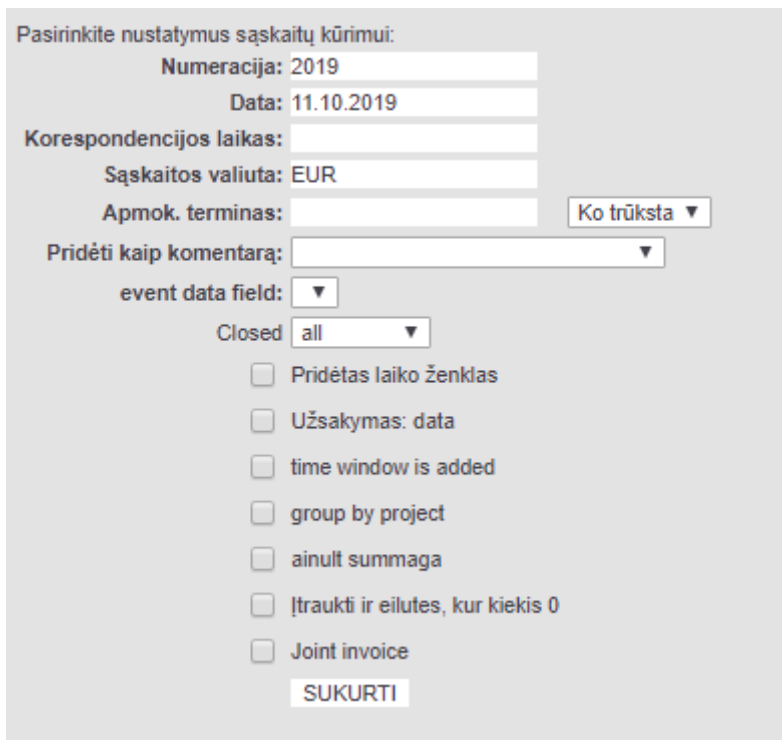 Pasirinkite nustatymus sąskaitų kūrimui:
Numeracija: 2019
Data: 11.10.2019
Korespondencijos laikas:
Sąskaitos valiuta: EUR
Apmok. terminas: Ko trūksta
Pridėti kaip komentarą:
event data field:
Closed all
Pridėtas laiko ženklas
Užsakymas: data
time window is added
group by project
ainult summaga
Įtraukti ir eilutes, kur kiekis 0
Joint invoice
SUKURTI